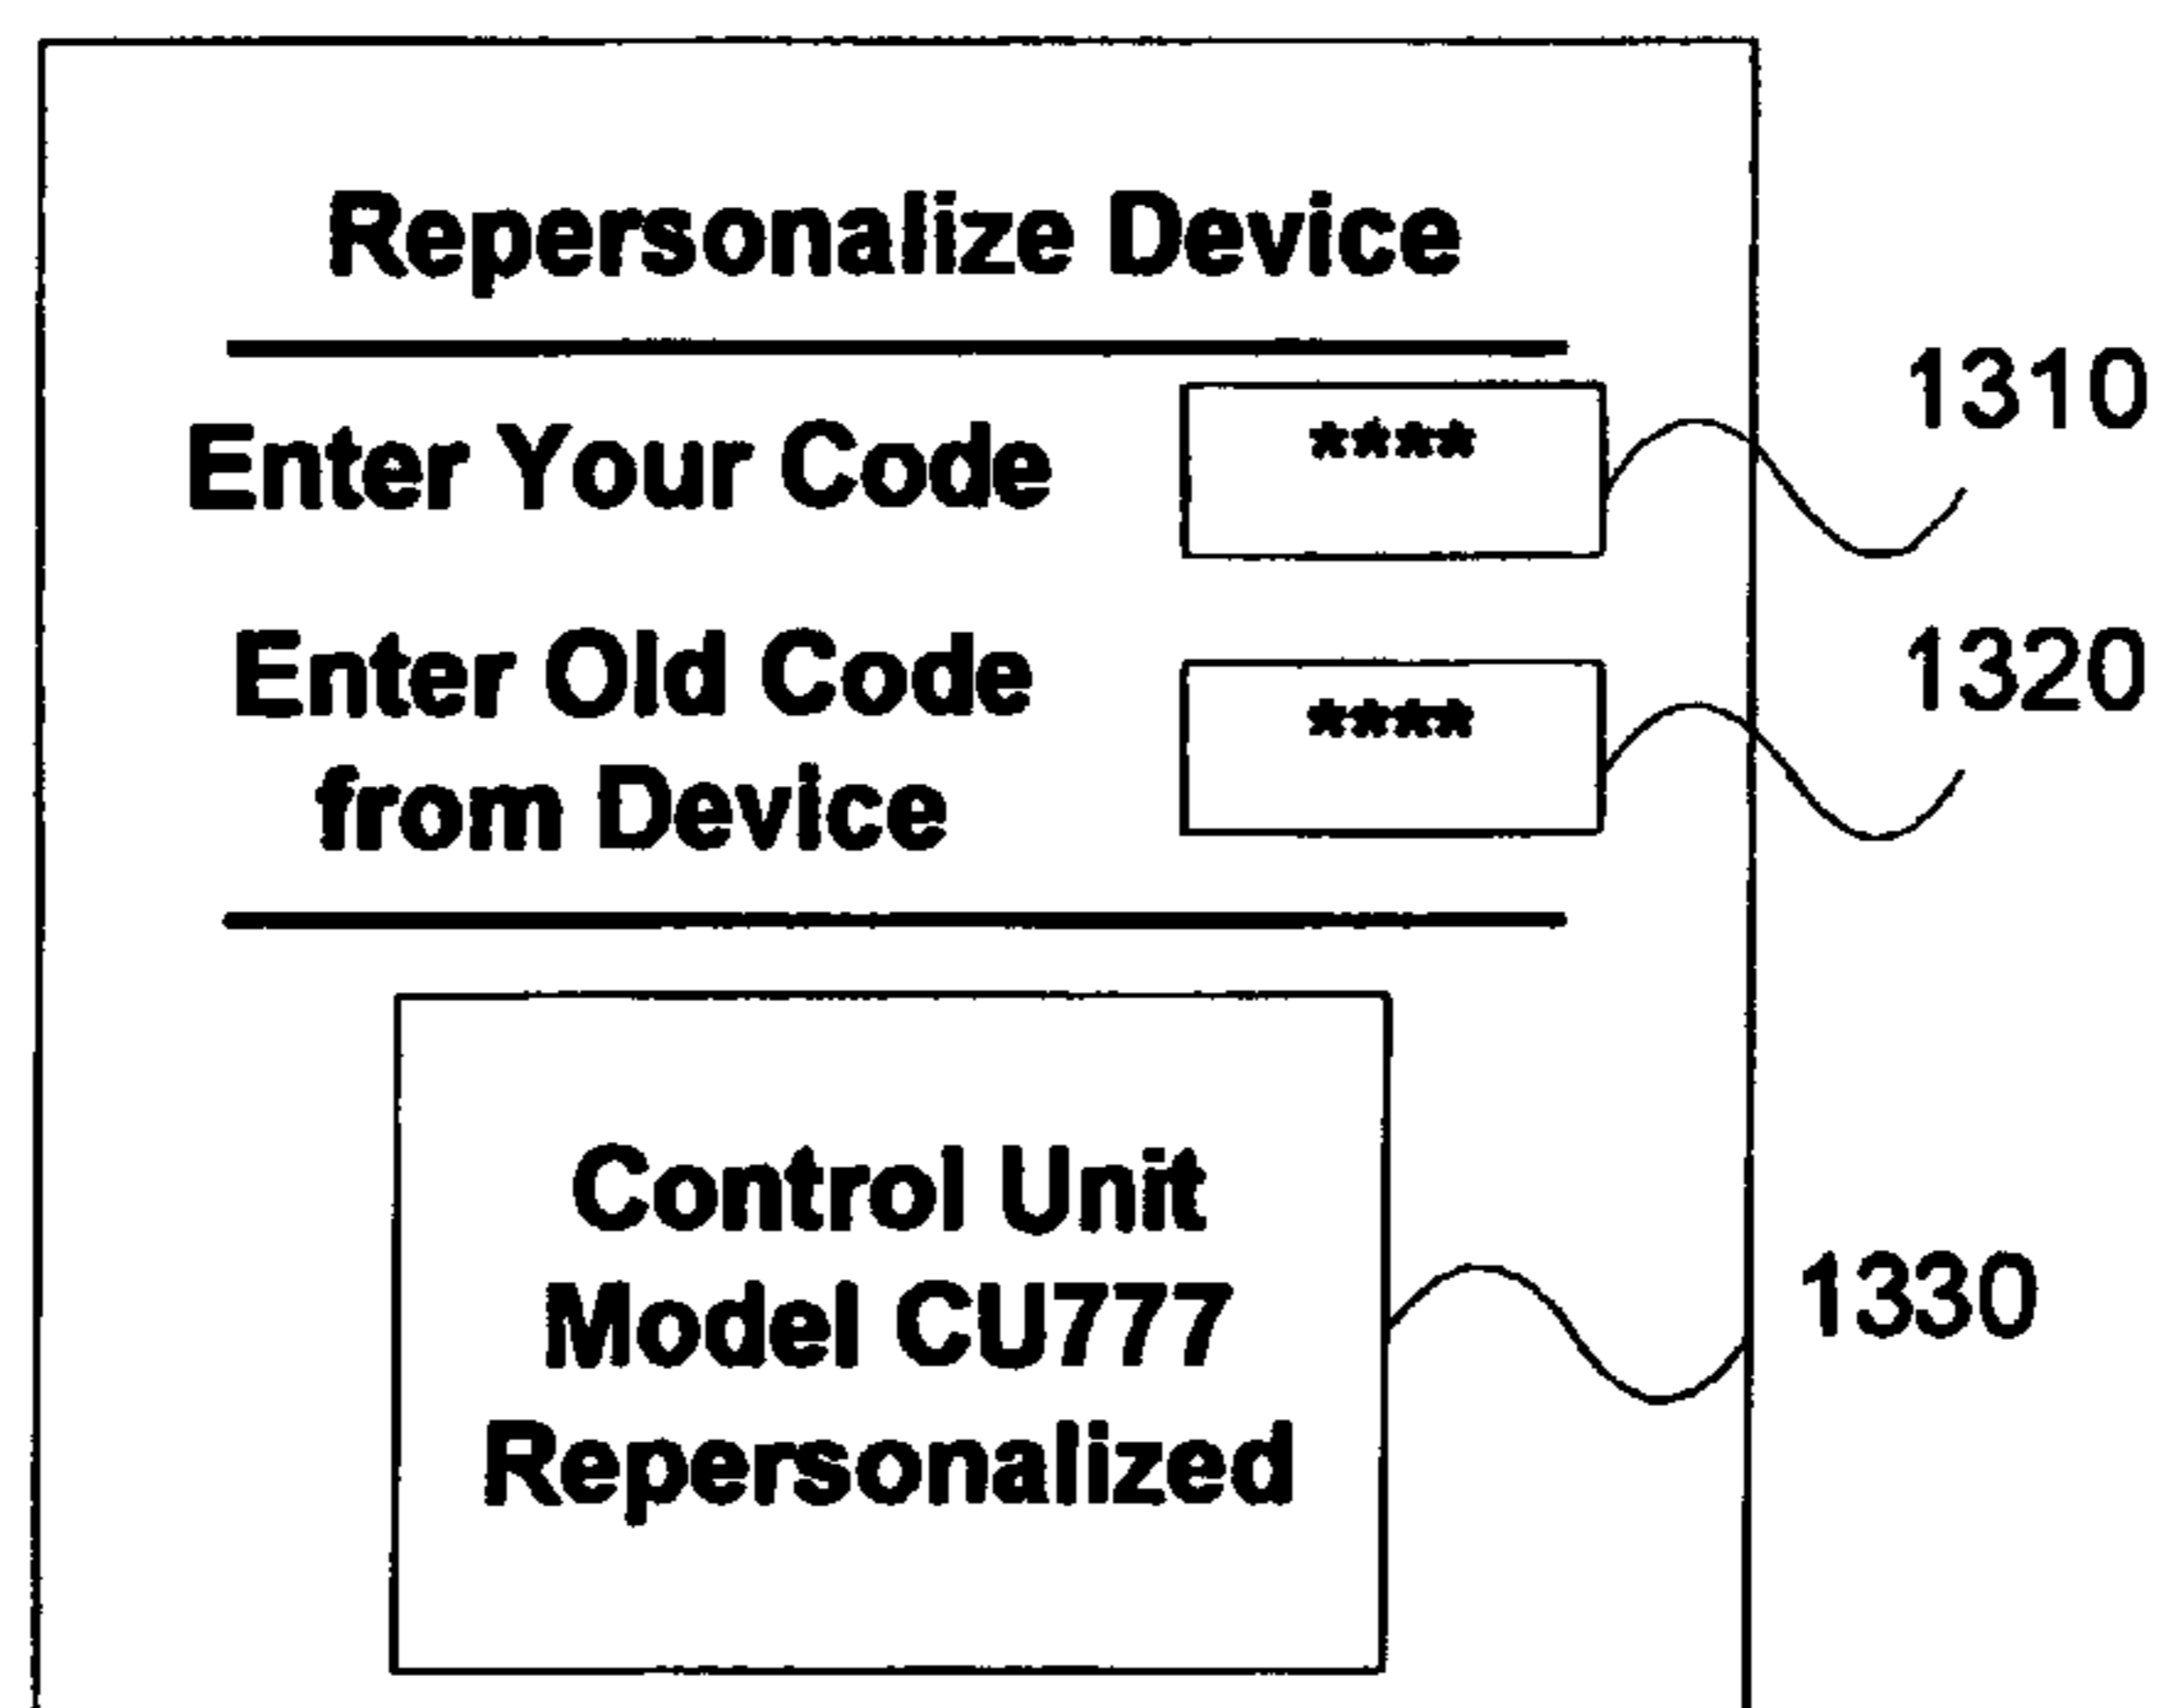 Repersonalize Device
Enter Your Code
****
1310
Enter Old Code
from Device
****
1320
Control Unit
Model CU777
Repersonalized
1330